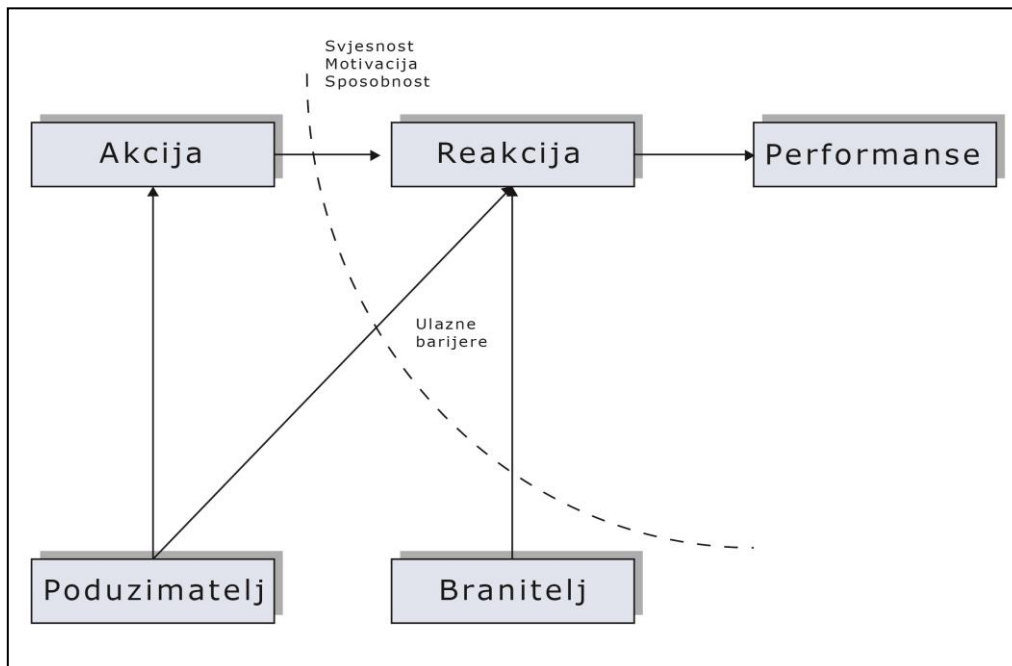 Svjesnost
Motivacija
Sposobnost
Akcija
Reakcija
Performanse
Ulazne
barijere
Poduzimatelj
Branitelj